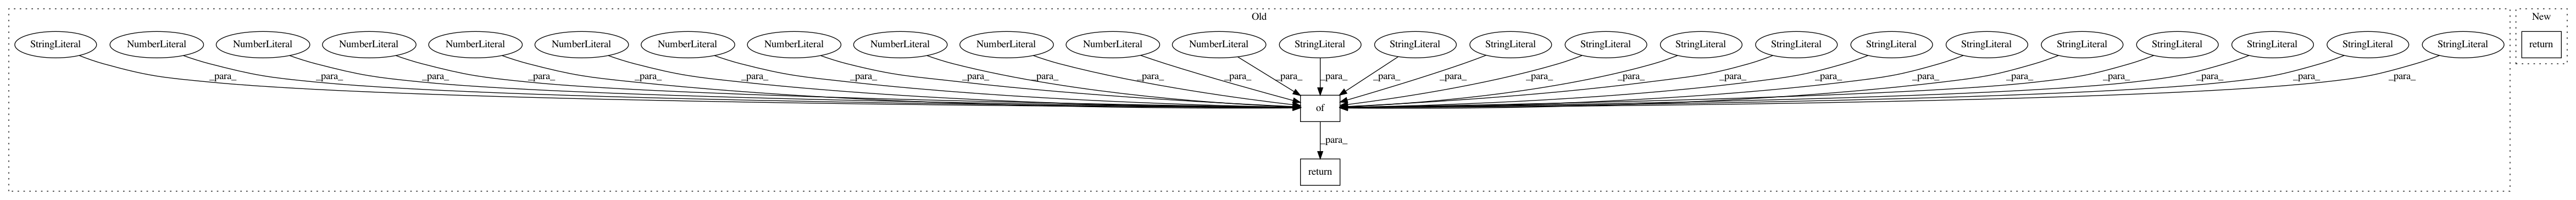 Old New
StringLiteral NumberLiteral NumberLiteral NumberLiteral NumberLiteral NumberLiteral NumberLiteral NumberLiteral NumberLiteral NumberLiteral NumberLiteral NumberLiteral StringLiteral StringLiteral StringLiteral StringLiteral StringLiteral StringLiteral StringLiteral StringLiteral StringLiteral StringLiteral StringLiteral StringLiteral StringLiteral return
_para_ _para_ _para_ _para_ _para_ _para_ _para_ _para_ _para_ _para_ _para_ _para_ _para_ _para_ _para_ _para_ _para_ _para_ _para_ _para_ _para_ _para_ _para_ _para_ _para_
of
_para_
return